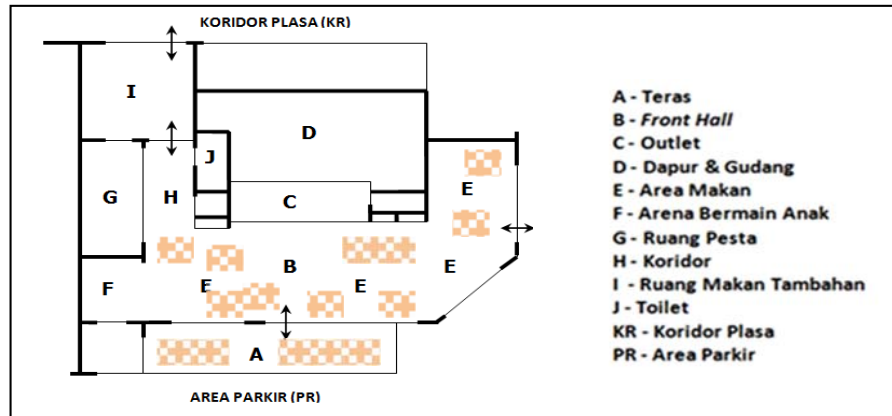 KORIDOR PLASA (KR)
I
D
J
G
H
C
E
E
B
E
E
F
A
AREA PARKIR (PR)
A - Teras
B - Front Hall
C - Outlet
D - Dapur & Gudang
E - Area Makan
F - Arena Bermain Anak
G - Ruang Pesta
H - Koridor
I - Ruang Makan Tambahan
J - Toilet
KR - Koridor Plasa
PR - Area Parkir